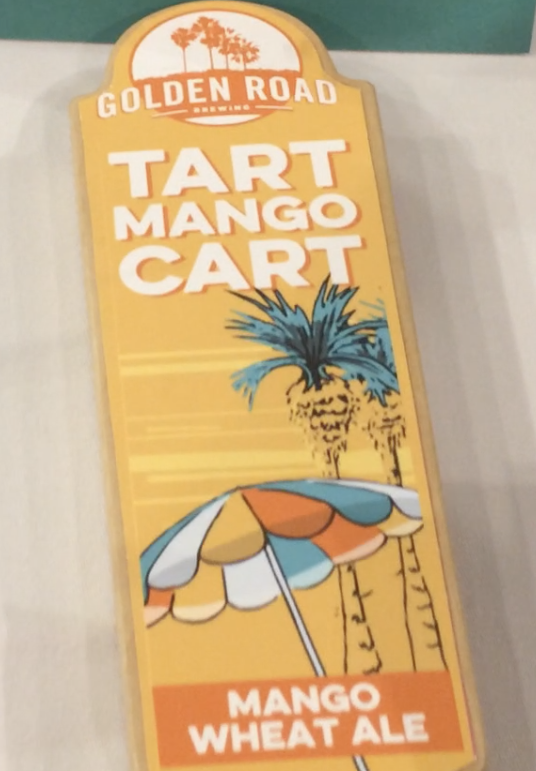 GOLDEN ROAD
BREWING
TART
MANGO
CART
MANGO
WHEAT ALE